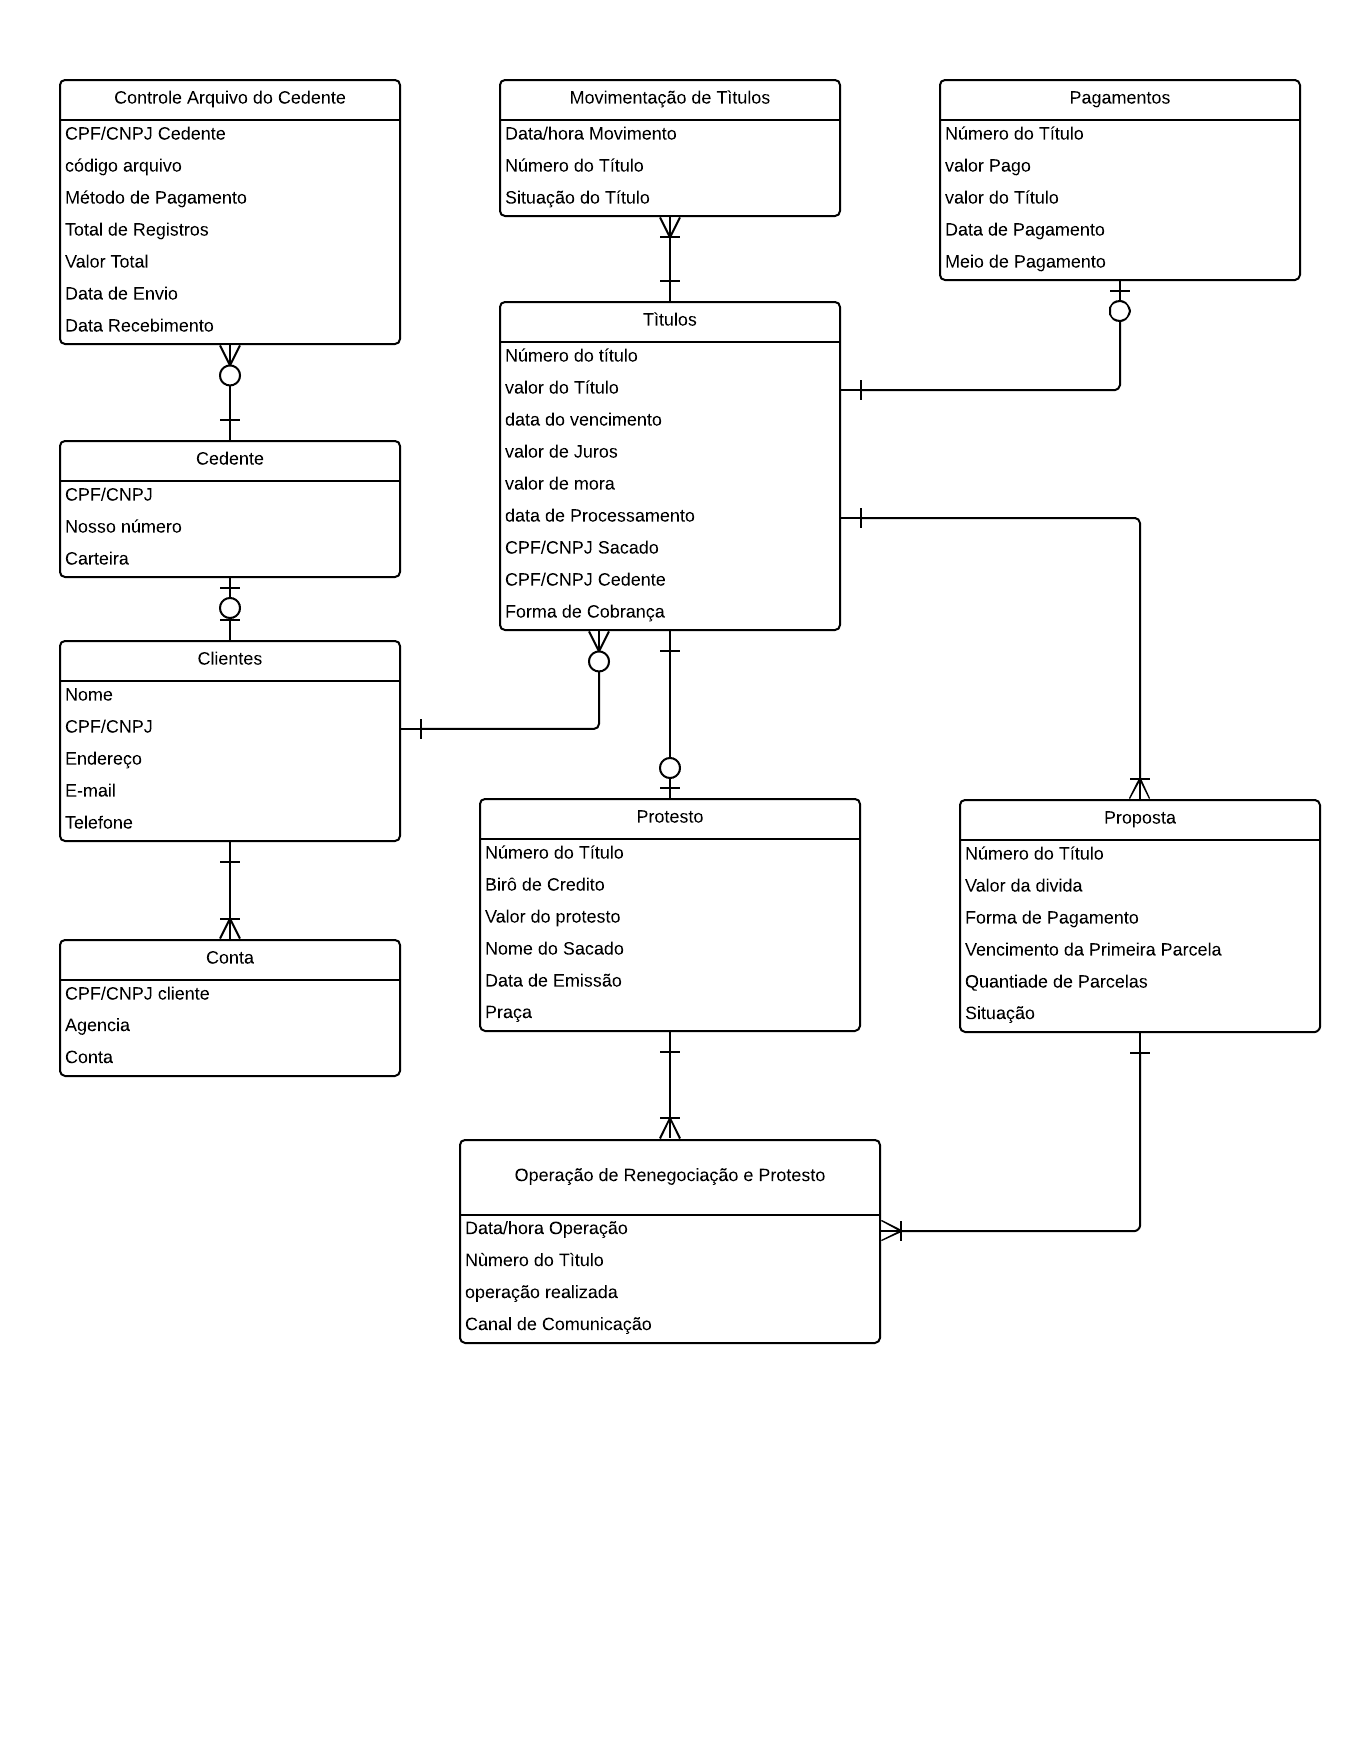 Controle Arquivo do Cedente
CPF/CNPJ Cedente
código arquivo
Método de Pagamento
Total de Registros
Valor Total
Data de Envio
Data Recebimento
Movimentação de Tìtulos
Data/hora Movimento
Número do Título
Situação do Título
Pagamentos
Número do Título
valor Pago
valor do Título
Data de Pagamento
Meio de Pagamento
Tìtulos
Número do título
valor do Título
data do vencimento
valor de Juros
valor de mora
data de Processamento
CPF/CNPJ Sacado
CPF/CNPJ Cedente
Forma de Cobrança
Cedente
CPF/CNPJ
Nosso número
Carteira
Clientes
Nome
CPF/CNPJ
Endereço
E-mail
Telefone
Protesto
Número do Título
Birô de Credito
Valor do protesto
Nome do Sacado
Data de Emissão
Praça
Proposta
Número do Título
Valor da divida
Forma de Pagamento
Vencimento da Primeira Parcela
Quantiade de Parcelas
Situação
Conta
CPF/CNPJ cliente
Agencia
Conta
Operação de Renegociação e Protesto
Data/hora Operação
Nùmero do Tìtulo
operação realizada
Canal de Comunicação